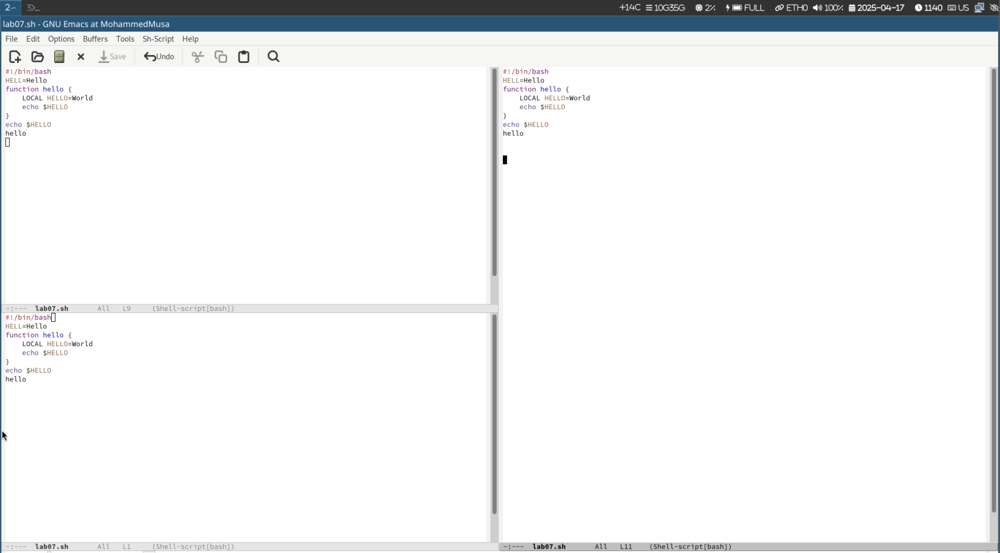 2~ 3>_ +14C 10G35G 2% FULL ETH0 100% 2025-04-17 1140 US
lab07.sh - GNU Emacs at MohammedMusa
File Edit Options Buffers Tools Sh-Script Help
Save Undo
#!/bin/bash
HELL=Hello
function hello {
    LOCAL HELLO=World
    echo $HELLO
}
echo $HELLO
hello
-:--- lab07.sh All L9 (Shell-script[bash])
#!/bin/bash
HELL=Hello
function hello {
    LOCAL HELLO=World
    echo $HELLO
}
echo $HELLO
hello
-:--- lab07.sh All L1 (Shell-script[bash])
#!/bin/bash
HELL=Hello
function hello {
    LOCAL HELLO=World
    echo $HELLO
}
echo $HELLO
hello
-:--- lab07.sh All L11 (Shell-script[bash])